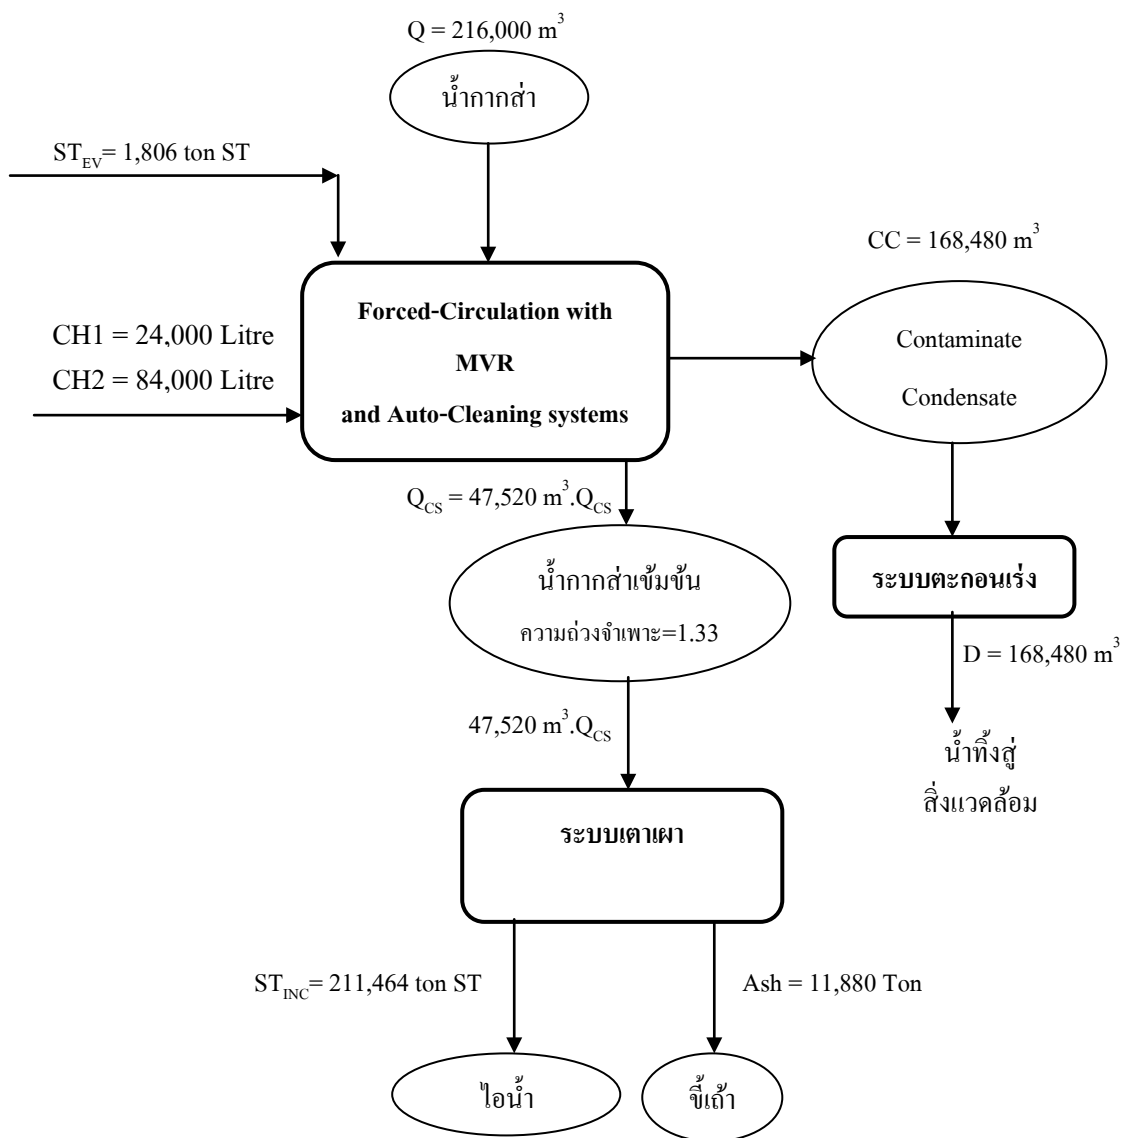 Q = 216,000 m³
น้ำกากส่า
ST_EV= 1,806 ton ST
CC = 168,480 m³
Forced-Circulation with
MVR
and Auto-Cleaning systems
CH1 = 24,000 Litre
CH2 = 84,000 Litre
Contaminate
Condensate
Q_CS = 47,520 m³.Q_CS
น้ำกากส่าเข้มข้น
ความถ่วงจำเพาะ=1.33
ระบบตะกอนเร่ง
D = 168,480 m³
47,520 m³.Q_CS
น้ำทิ้งสู่
สิ่งแวดล้อม
ระบบเตาเผา
ST_INC= 211,464 ton ST
Ash = 11,880 Ton
ไอน้ำ
ขี้เถ้า